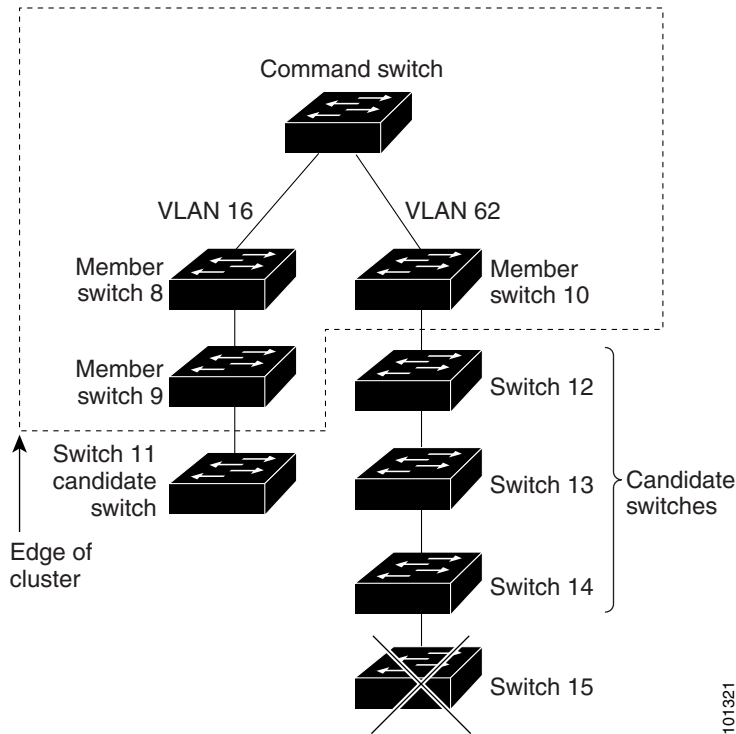 Command switch
VLAN 16
VLAN 62
Member
switch 8
Member
switch 10
Member
switch 9
Switch 12
Switch 11
candidate
switch
Switch 13
Candidate
switches
Edge of
cluster
Switch 14
Switch 15
101321